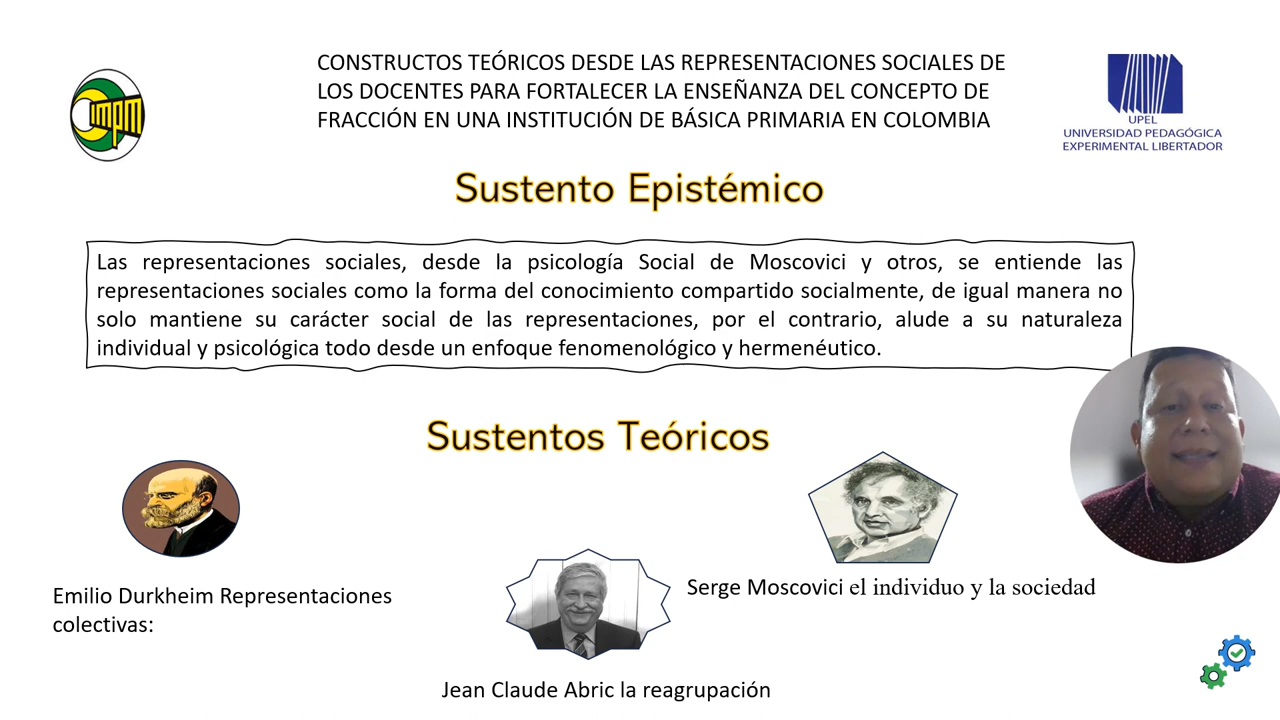 CONSTRUCTOS TEÓRICOS DESDE LAS REPRESENTACIONES SOCIALES DE
LOS DOCENTES PARA FORTALECER LA ENSEÑANZA DEL CONCEPTO DE
FRACCIÓN EN UNA INSTITUCIÓN DE BÁSICA PRIMARIA EN COLOMBIA
impm
UPEL
UNIVERSIDAD PEDAGÓGICA
EXPERIMENTAL LIBERTADOR
Sustento Epistémico
Las representaciones sociales, desde la psicología Social de Moscovici y otros, se entiende las
representaciones sociales como la forma del conocimiento compartido socialmente, de igual manera no
solo mantiene su carácter social de las representaciones, por el contrario, alude a su naturaleza
individual y psicológica todo desde un enfoque fenomenológico y hermenéutico.
Sustentos Teóricos
Emilio Durkheim Representaciones
colectivas:
Serge Moscovici el individuo y la sociedad
Jean Claude Abric la reagrupación